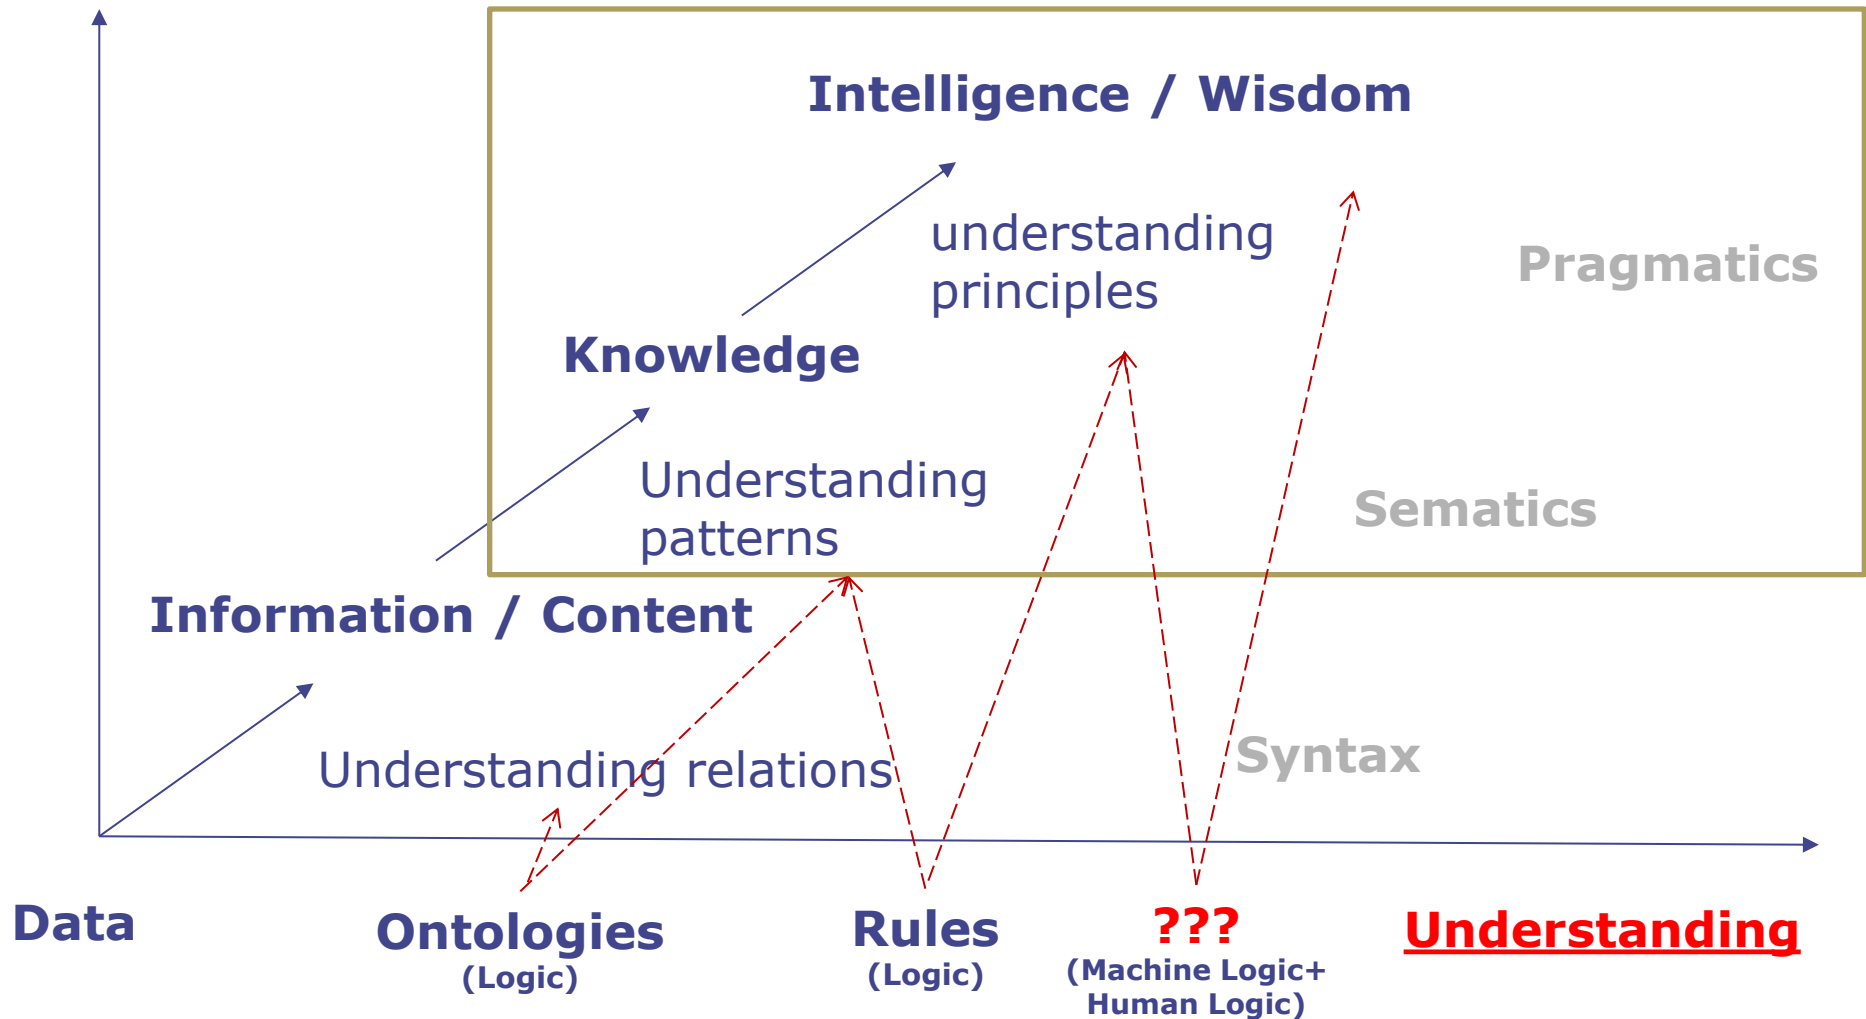 Intelligence / Wisdom
understanding
principles
Pragmatics
Knowledge
Understanding
patterns
Sematics
Information / Content
Understanding relations
Syntax
Data
Ontologies
(Logic)
Rules
(Logic)
???
(Machine Logic+
Human Logic)
Understanding